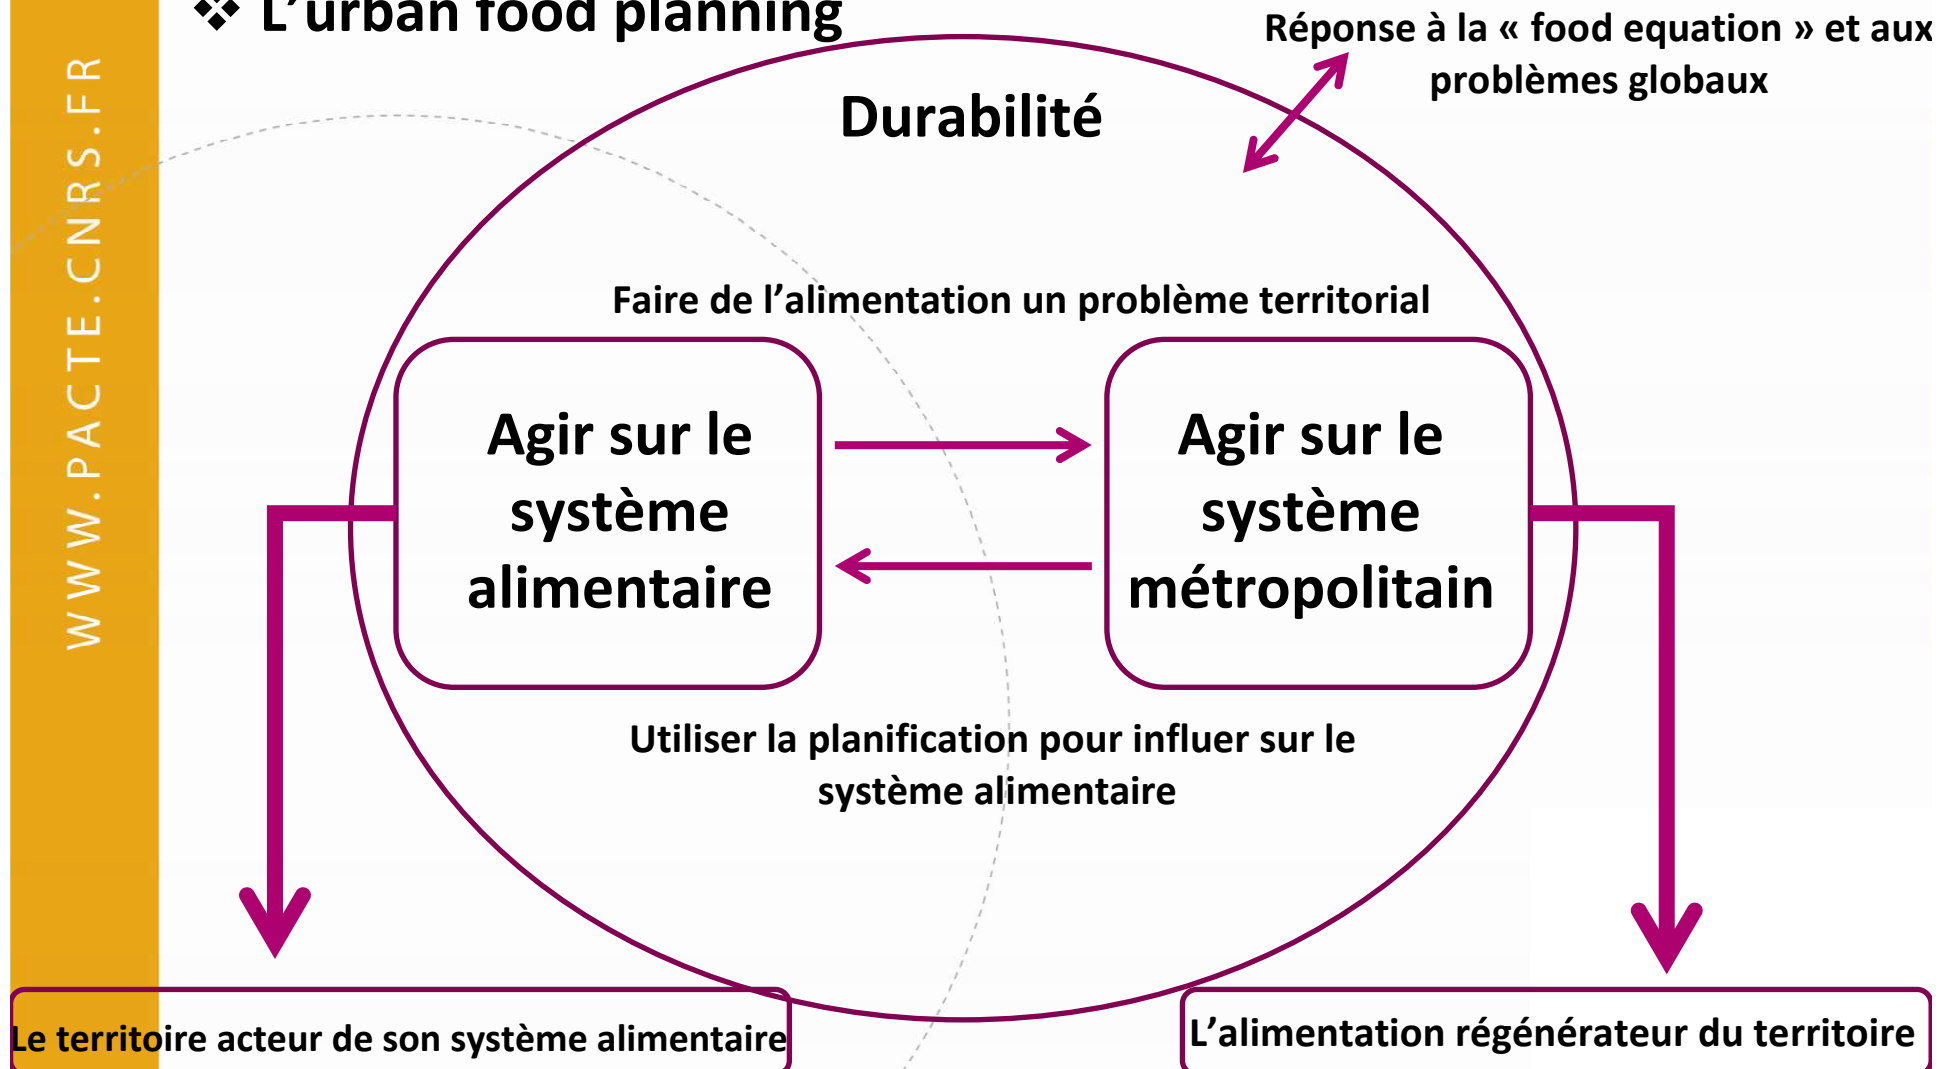 ❖ L’urban food planning
Réponse à la « food equation » et aux
problèmes globaux
WWW.PACTE.CNRS.FR
Durabilité
Faire de l’alimentation un problème territorial
Agir sur le
système
alimentaire
Agir sur le
système
métropolitain
Utiliser la planification pour influer sur le
système alimentaire
Le territoire acteur de son système alimentaire
L’alimentation régénérateur du territoire